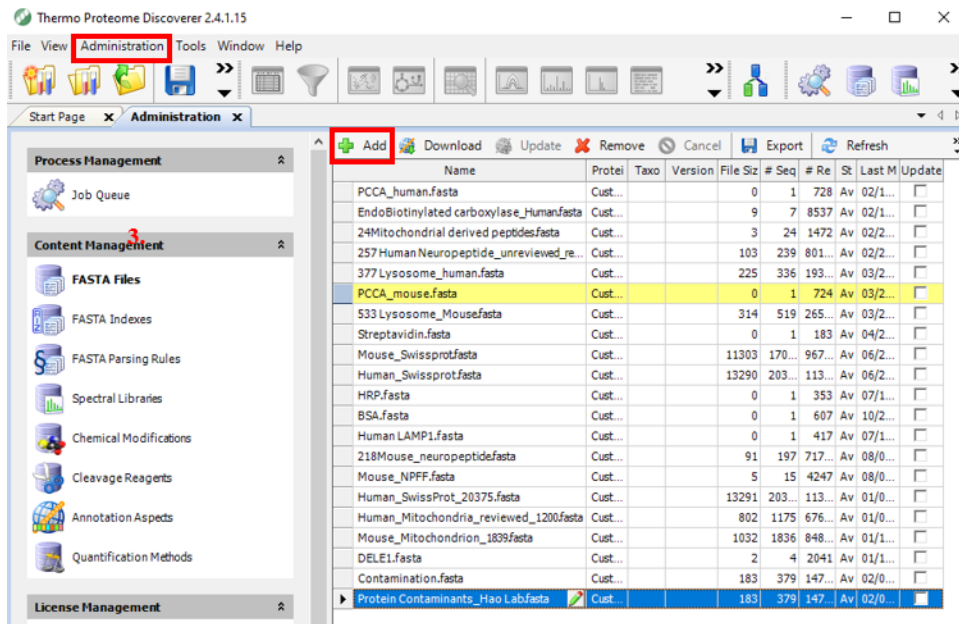 Thermo Proteome Discoverer 2.4.1.15
File View Administration Tools Window Help
Start Page x Administration x
Process Management
Job Queue
3.
Content Management
FASTA Files
FASTA Indexes
FASTA Parsing Rules
Spectral Libraries
Chemical Modifications
Cleavage Reagents
Annotation Aspects
Quantification Methods
License Management
Add Download Update Remove Cancel Export Refresh
Name Protei Taxo Version File Siz # Seq # Re St Last M Update
PCCA_human.fasta Cust... 0 1 728 Av 02/1...
EndoBiotinylated carboxylase_Human.fasta Cust... 9 7 8537 Av 02/1...
24Mitochondrial derived peptides.fasta Cust... 3 24 1472 Av 02/2...
257 Human Neuropeptide_unreviewed_re... Cust... 103 239 801... Av 02/2...
377 Lysosome_human.fasta Cust... 225 336 193... Av 03/2...
PCCA_mouse.fasta Cust... 0 1 724 Av 03/2...
533 Lysosome_Mouse.fasta Cust... 314 519 265... Av 03/2...
Streptavidin.fasta Cust... 0 1 183 Av 04/2...
Mouse_Swissprot.fasta Cust... 11303 170... 967... Av 06/2...
Human_Swissprot.fasta Cust... 13290 203... 113... Av 06/2...
HRP.fasta Cust... 0 1 353 Av 07/1...
BSA.fasta Cust... 0 1 607 Av 10/2...
Human LAMP1.fasta Cust... 0 1 417 Av 07/1...
218Mouse_neuropeptide.fasta Cust... 91 197 717... Av 08/0...
Mouse_NPFF.fasta Cust... 5 15 4247 Av 08/0...
Human_SwissProt_20375.fasta Cust... 13291 203... 113... Av 01/0...
Human_Mitochondria_reviewed_1200.fasta Cust... 802 1175 676... Av 01/0...
Mouse_Mitochondrion_1839.fasta Cust... 1032 1836 848... Av 01/1...
DELE1.fasta Cust... 2 4 2041 Av 01/1...
Contamination.fasta Cust... 183 379 147... Av 02/0...
Protein Contaminants_Hao Lab.fasta Cust... 183 379 147... Av 02/0...